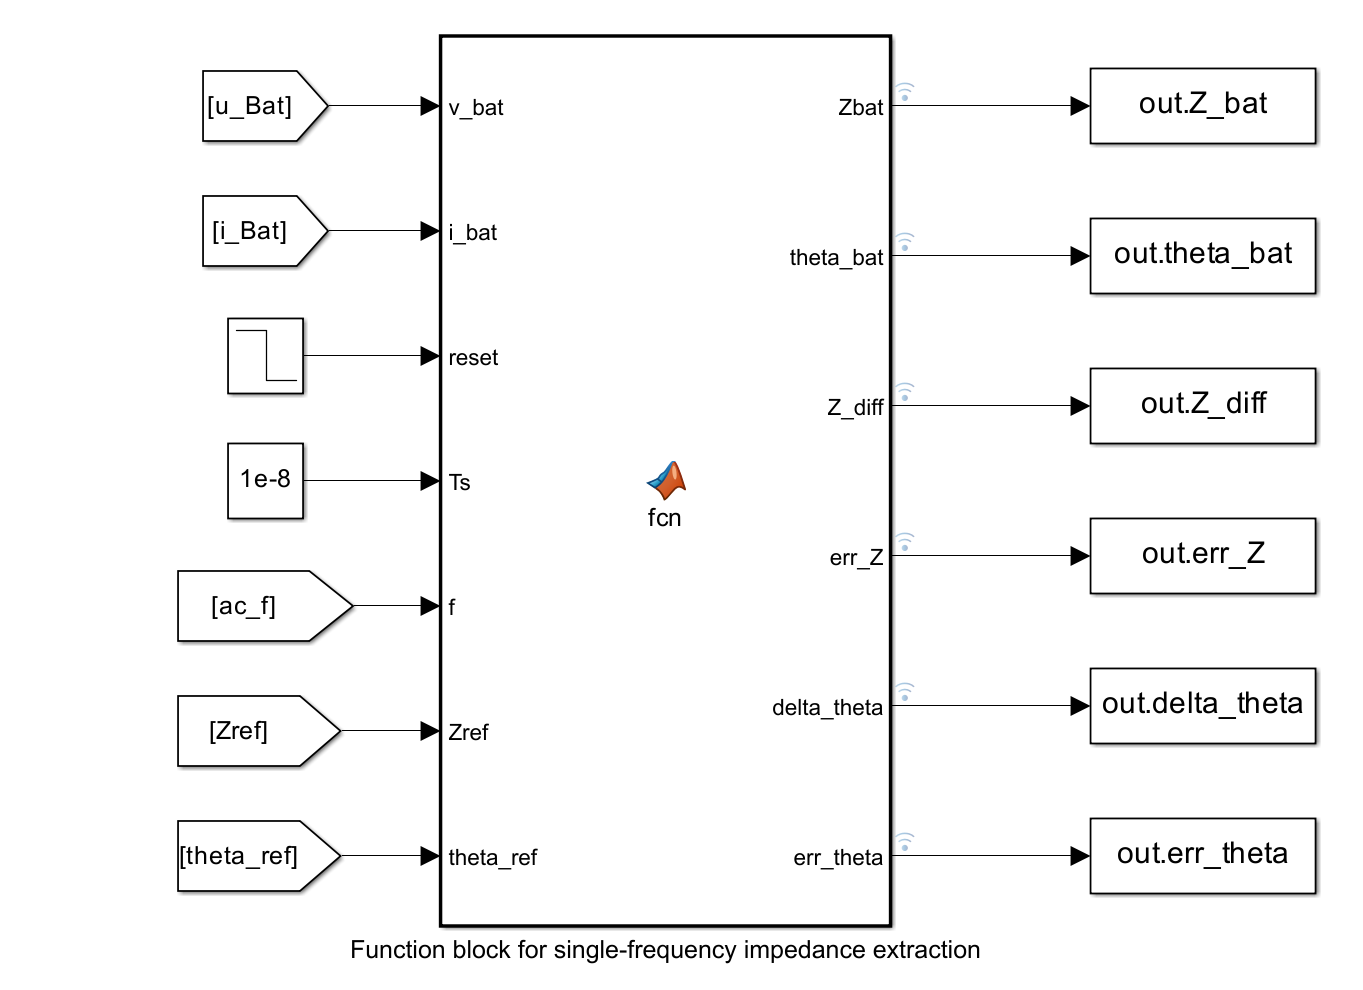 [u_Bat]
v_bat
Zbat
out.Z_bat
[i_Bat]
i_bat
theta_bat
out.theta_bat
reset
Z_diff
out.Z_diff
1e-8
Ts
fcn
err_Z
out.err_Z
[ac_f]
f
[Zref]
Zref
delta_theta
out.delta_theta
[theta_ref]
theta_ref
err_theta
out.err_theta
Function block for single-frequency impedance extraction